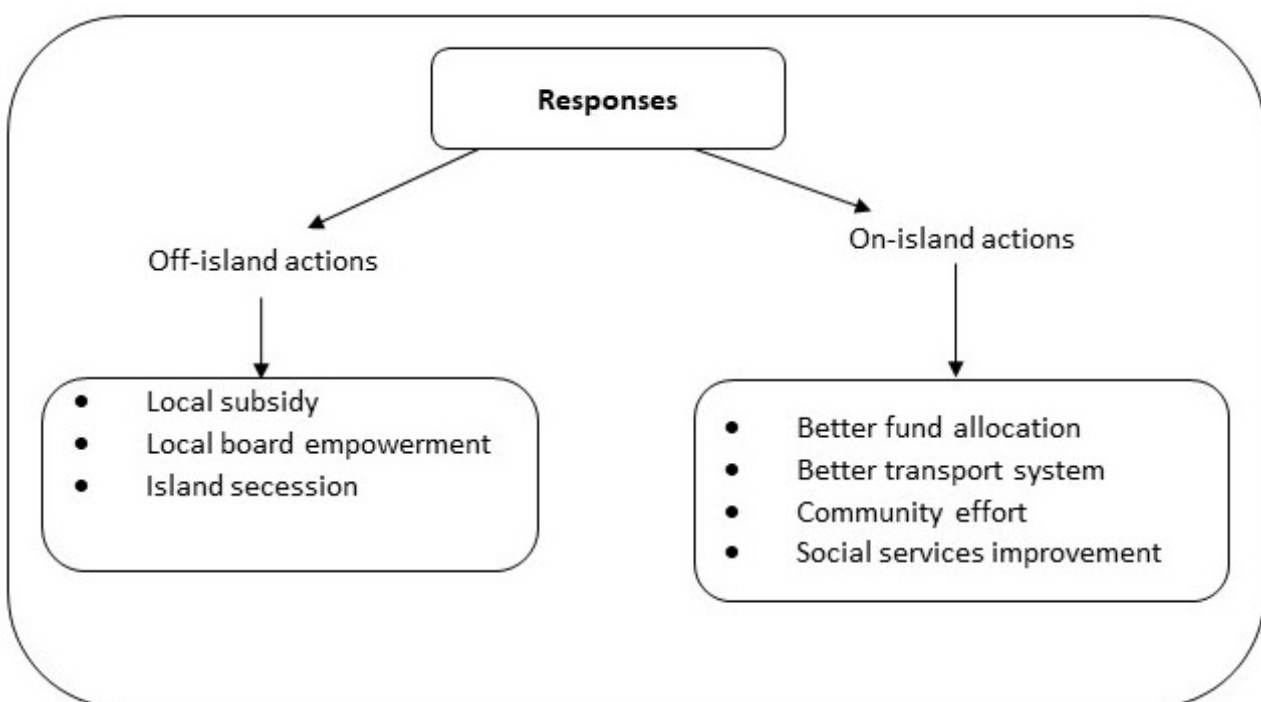 Responses
Off-island actions
On-island actions
• Local subsidy
• Local board empowerment
• Island secession
• Better fund allocation
• Better transport system
• Community effort
• Social services improvement